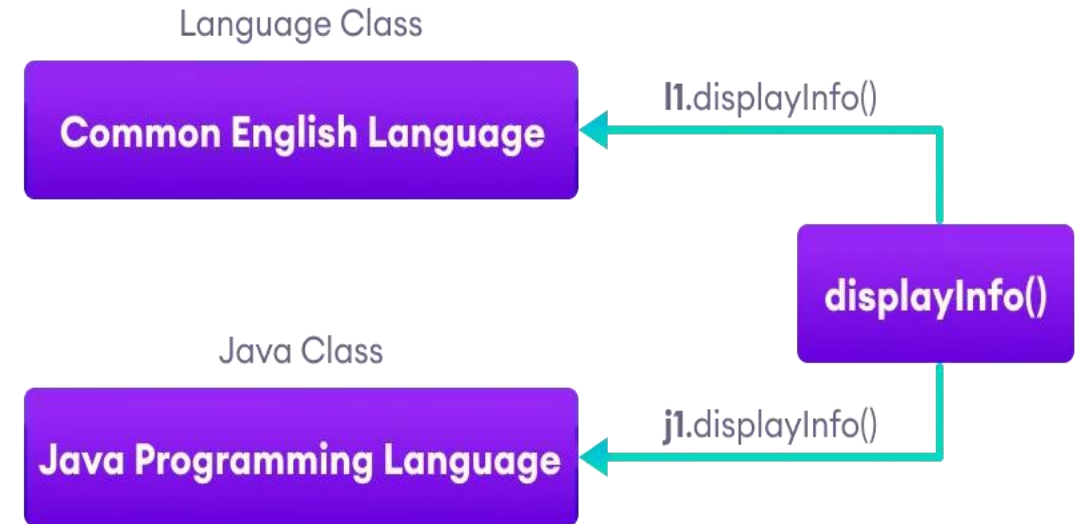 Language Class
Common English Language
l1.displayInfo()
displayInfo()
Java Class
Java Programming Language
j1.displayInfo()